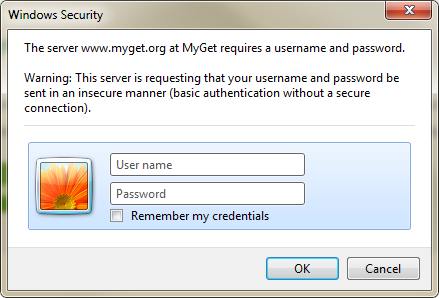 Windows Security
The server www.myget.org at MyGet requires a username and password.
Warning: This server is requesting that your username and password be
sent in an insecure manner (basic authentication without a secure
connection).
User name
Password
Remember my credentials
OK
Cancel